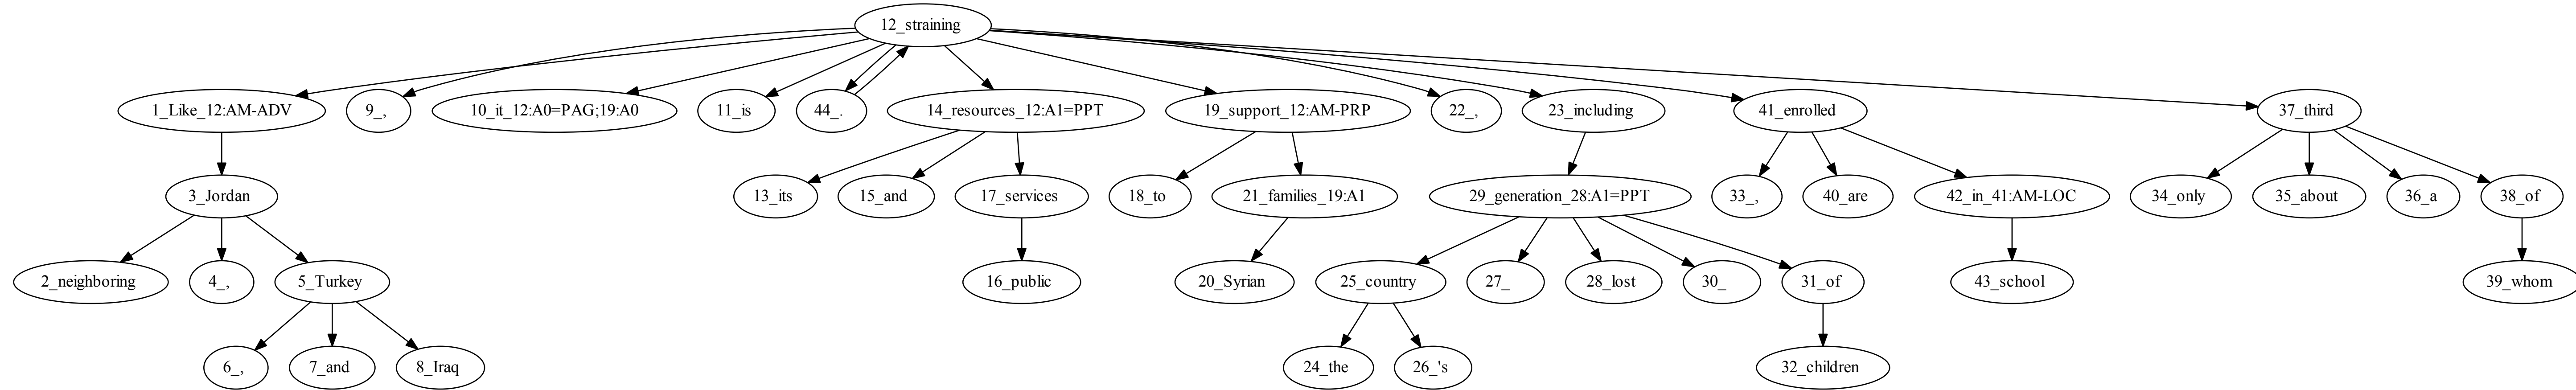 12_straining
1_Like_12:AM-ADV 9_, 10_it_12:A0=PAG;19:A0 11_is 44_. 14_resources_12:A1=PPT 19_support_12:AM-PRP 22_, 23_including 41_enrolled 37_third
3_Jordan 13_its 15_and 17_services 18_to 21_families_19:A1 29_generation_28:A1=PPT 33_, 40_are 42_in_41:AM-LOC 34_only 35_about 36_a 38_of
2_neighboring 4_, 5_Turkey 16_public 20_Syrian 25_country 27_ 28_lost 30_ 31_of 43_school 39_whom
6_, 7_and 8_Iraq 24_the 26_'s 32_children